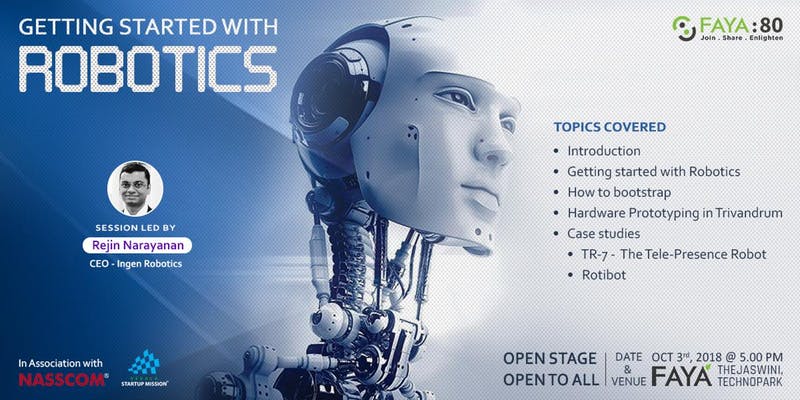 GETTING STARTED WITH
ROBOTICS
FAYA:80
Join . Share . Enlighten
SESSION LED BY
Rejin Narayanan
CEO - Ingen Robotics
TOPICS COVERED
• Introduction
• Getting started with Robotics
• How to bootstrap
• Hardware Prototyping in Trivandrum
• Case studies
• TR-7 - The Tele-Presence Robot
• Rotibot
In Association with
NASSCOM®
KERALA
STARTUP MISSION
OPEN STAGE
OPEN TO ALL
DATE
&
VENUE
OCT 3rd, 2018 @ 5.00 PM
FAYA
THEJASWINI,
TECHNOPARK